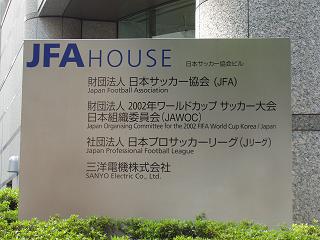 JFA HOUSE 日本サッカー協会ビル
財団法人 日本サッカー協会 (JFA)
Japan Football Association
財団法人 2002年ワールドカップ サッカー大会
日本組織委員会 (JAWOC)
Japan Organising Committee for the 2002 FIFA World Cup Korea / Japan
社団法人 日本プロサッカーリーグ (Jリーグ)
Japan Professional Football League
三洋電機株式会社
SANYO Electric Co., Ltd.